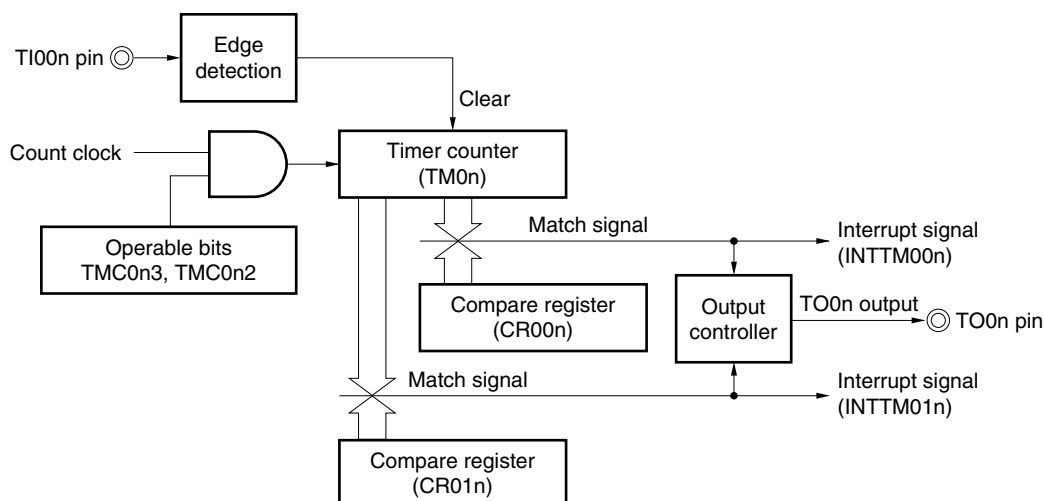 TI00n pin
Edge
detection
Clear
Count clock
Timer counter
(TM0n)
Operable bits
TMC0n3, TMC0n2
Match signal
Interrupt signal
(INTTM00n)
Compare register
(CR00n)
Output
controller
TO0n output
TO0n pin
Match signal
Interrupt signal
(INTTM01n)
Compare register
(CR01n)